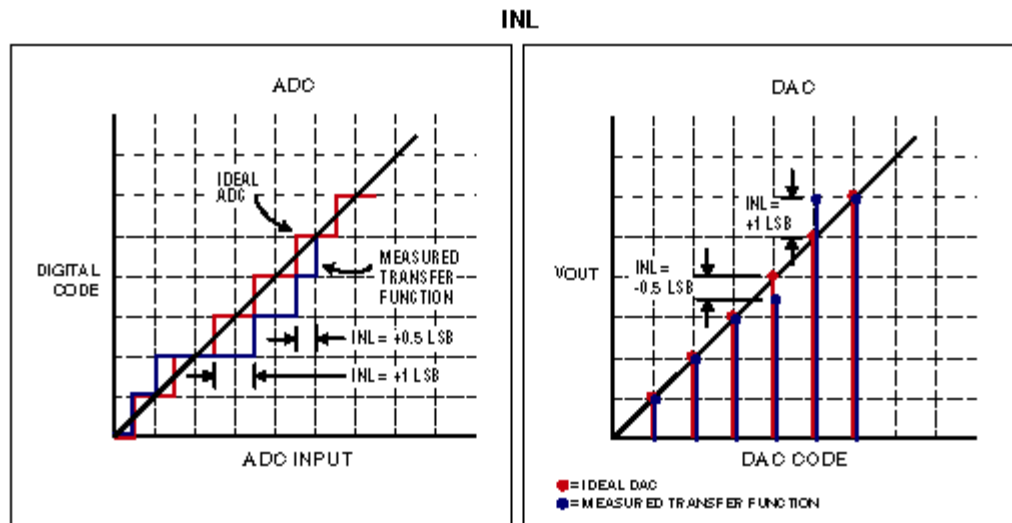 INL
ADC
IDEAL
ADC
MEASURED
TRANSFER
FUNCTION
DIGITAL
CODE
INL= +0.5 LSB
INL= +1 LSB
ADC INPUT
DAC
INL=
+1 LSB
INL=
-0.5 LSB
VOUT
DAC CODE
= IDEAL DAC
= MEASURED TRANSFER FUNCTION